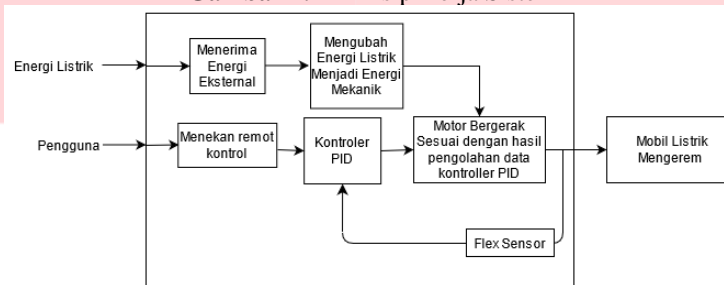 Energi Listrik
Menerima
Energi
Eksternal
Mengubah
Energi Listrik
Menjadi Energi
Mekanik
Pengguna
Menekan remot
kontrol
Kontroler
PID
Motor Bergerak
Sesuai dengan hasil
pengolahan data
kontroller PID
Mobil Listrik
Mengerem
Flex Sensor